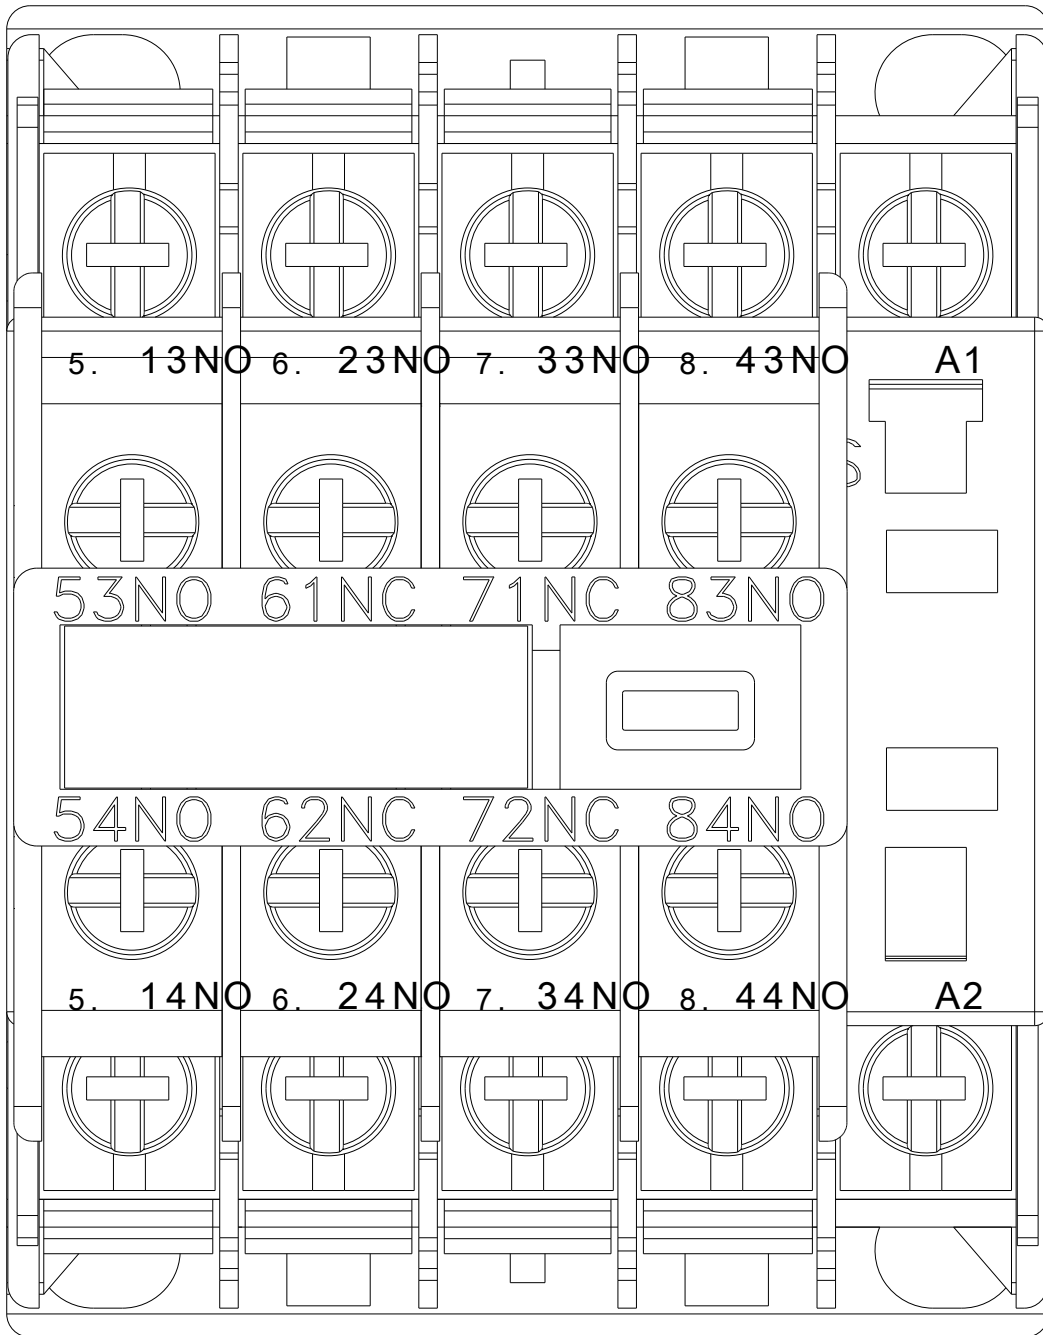 5. 13NO 6. 23NO 7. 33NO 8. 43NO A1
53NO 61NC 71NC 83NO
54NO 62NC 72NC 84NO
5. 14NO 6. 24NO 7. 34NO 8. 44NO A2